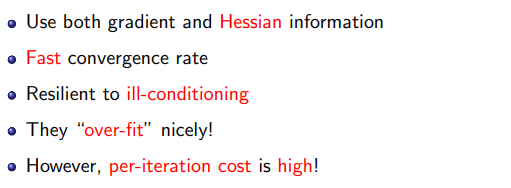 Use both gradient and Hessian information
Fast convergence rate
Resilient to ill-conditioning
They “over-fit” nicely!
However, per-iteration cost is high!